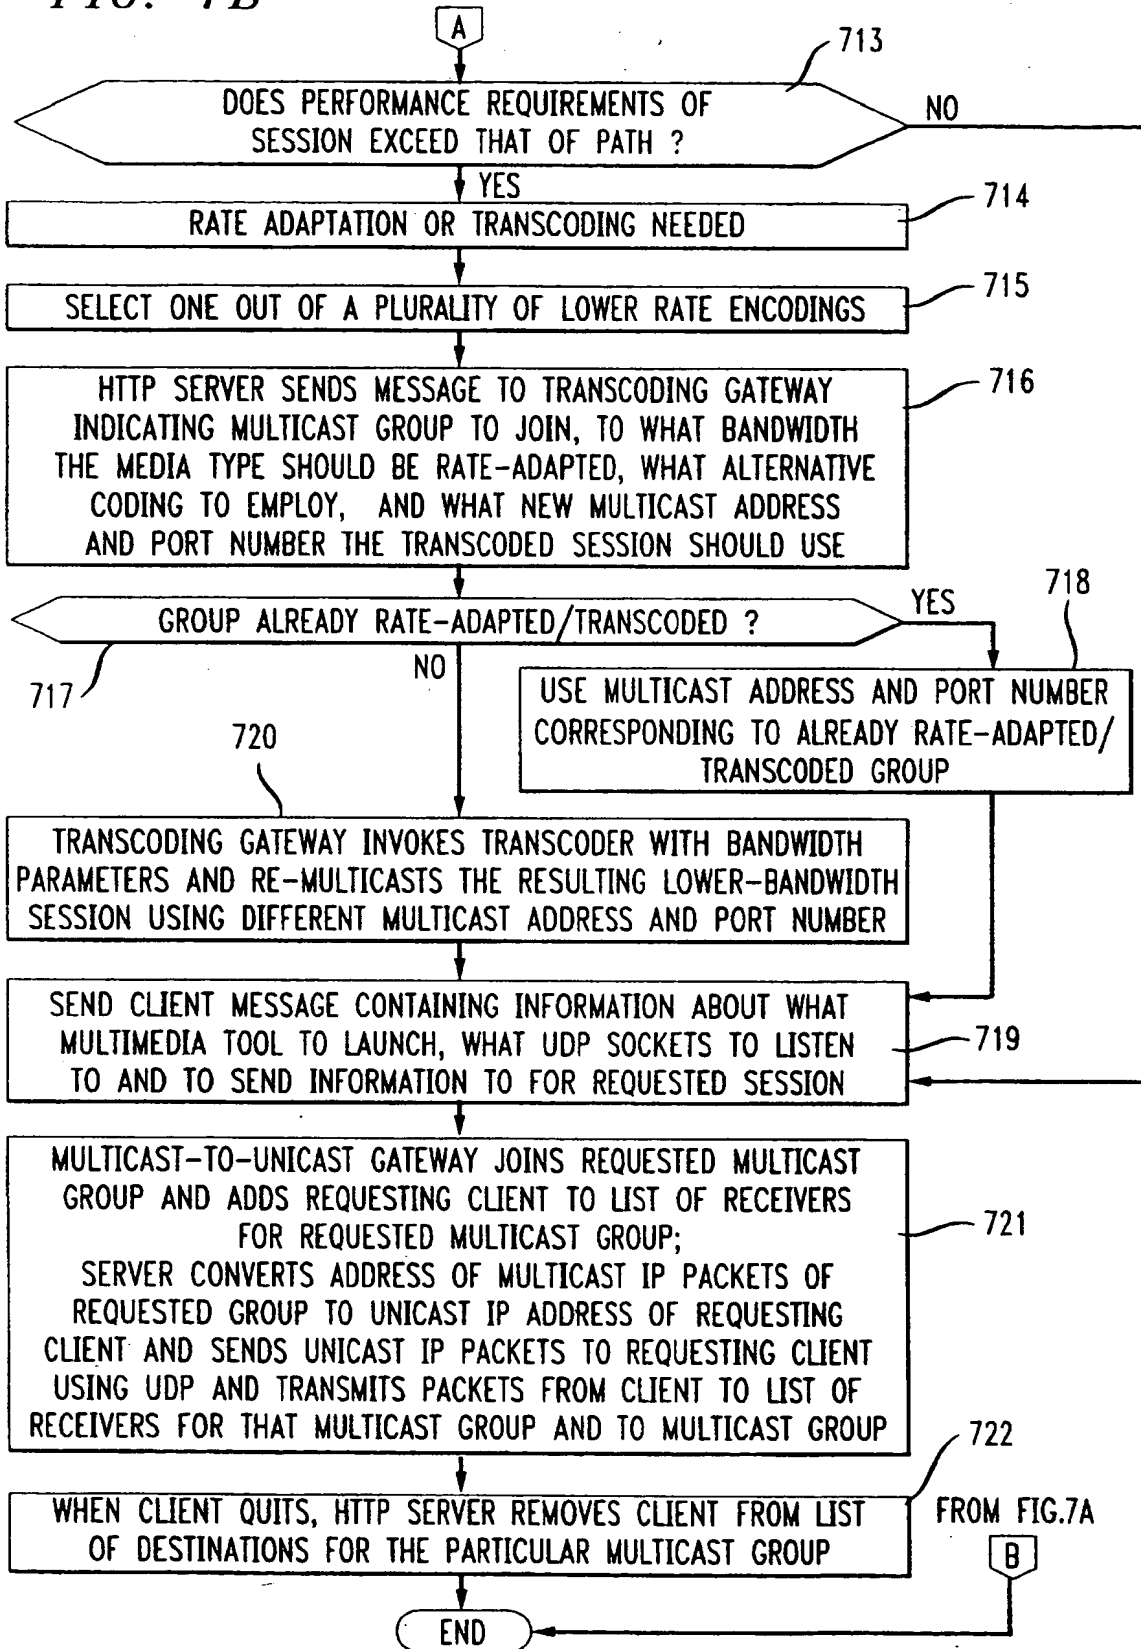 FIG. 7B
A
713
DOES PERFORMANCE REQUIREMENTS OF
SESSION EXCEED THAT OF PATH ?
NO
YES
714
RATE ADAPTATION OR TRANSCODING NEEDED
715
SELECT ONE OUT OF A PLURALITY OF LOWER RATE ENCODINGS
716
HTTP SERVER SENDS MESSAGE TO TRANSCODING GATEWAY
INDICATING MULTICAST GROUP TO JOIN, TO WHAT BANDWIDTH
THE MEDIA TYPE SHOULD BE RATE-ADAPTED, WHAT ALTERNATIVE
CODING TO EMPLOY, AND WHAT NEW MULTICAST ADDRESS
AND PORT NUMBER THE TRANSCODED SESSION SHOULD USE
GROUP ALREADY RATE-ADAPTED/TRANSCODED ?
YES
718
717
NO
USE MULTICAST ADDRESS AND PORT NUMBER
CORRESPONDING TO ALREADY RATE-ADAPTED/
TRANSCODED GROUP
720
TRANSCODING GATEWAY INVOKES TRANSCODER WITH BANDWIDTH
PARAMETERS AND RE-MULTICASTS THE RESULTING LOWER-BANDWIDTH
SESSION USING DIFFERENT MULTICAST ADDRESS AND PORT NUMBER
SEND CLIENT MESSAGE CONTAINING INFORMATION ABOUT WHAT
MULTIMEDIA TOOL TO LAUNCH, WHAT UDP SOCKETS TO LISTEN
TO AND TO SEND INFORMATION TO FOR REQUESTED SESSION
719
MULTICAST-TO-UNICAST GATEWAY JOINS REQUESTED MULTICAST
GROUP AND ADDS REQUESTING CLIENT TO LIST OF RECEIVERS
FOR REQUESTED MULTICAST GROUP;
SERVER CONVERTS ADDRESS OF MULTICAST IP PACKETS OF
REQUESTED GROUP TO UNICAST IP ADDRESS OF REQUESTING
CLIENT AND SENDS UNICAST IP PACKETS TO REQUESTING CLIENT
USING UDP AND TRANSMITS PACKETS FROM CLIENT TO LIST OF
RECEIVERS FOR THAT MULTICAST GROUP AND TO MULTICAST GROUP
721
722
WHEN CLIENT QUITS, HTTP SERVER REMOVES CLIENT FROM LIST
OF DESTINATIONS FOR THE PARTICULAR MULTICAST GROUP
FROM FIG.7A
B
END